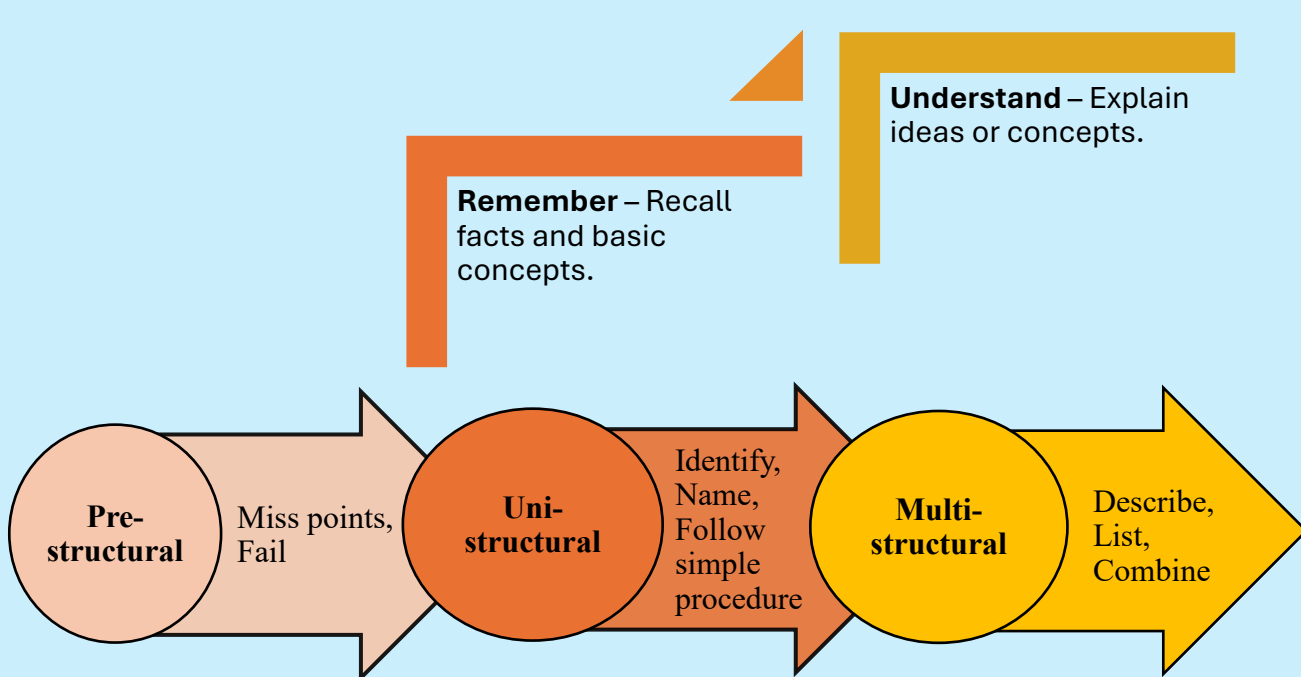 Understand – Explain
ideas or concepts.
Remember – Recall
facts and basic
concepts.
Pre-
structural
Miss points,
Fail
Uni-
structural
Identify,
Name,
Follow
simple
procedure
Multi-
structural
Describe,
List,
Combine